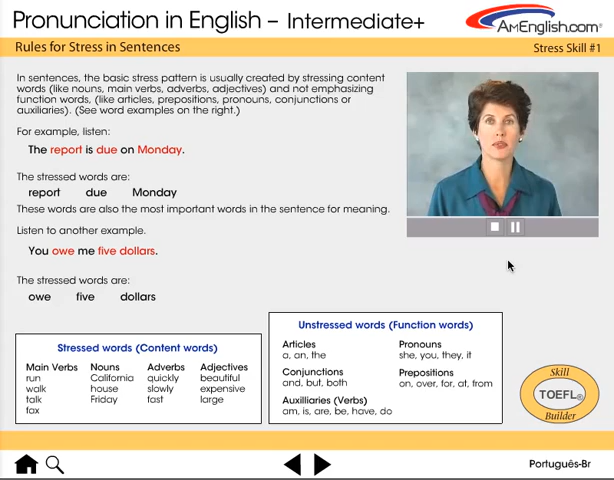 Pronunciation in English – Intermediate+
AmEnglish.com®
Rules for Stress in Sentences
Stress Skill #1
In sentences, the basic stress pattern is usually created by stressing content
words (like nouns, main verbs, adverbs, adjectives) and not emphasizing
function words, (like articles, prepositions, pronouns, conjunctions or
auxiliaries). (See word examples on the right.)
For example, listen:
The report is due on Monday.
The stressed words are:
report due Monday
These words are also the most important words in the sentence for meaning.
Listen to another example.
You owe me five dollars.
The stressed words are:
owe five dollars
Stressed words (Content words)
Main Verbs Nouns Adverbs Adjectives
run California quickly beautiful
walk house slowly expensive
talk Friday fast large
fax
Unstressed words (Function words)
Articles
a, an, the
Conjunctions
and, but, both
Auxilliaries (Verbs)
am, is, are, be, have, do
Pronouns
she, you, they, it
Prepositions
on, over, for, at, from
Skill
TOEFL®
Builder
Português-Br